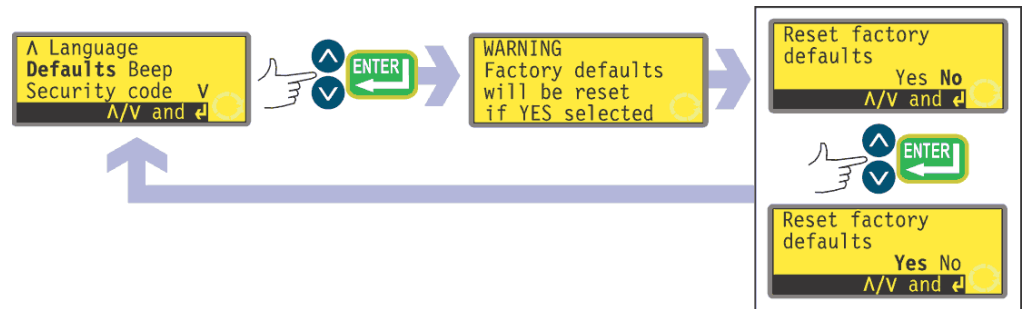 Λ Language
Defaults Beep
Security code V
Λ/V and ↵
ENTER
WARNING
Factory defaults
will be reset
if YES selected
Reset factory
defaults
Yes No
Λ/V and ↵
ENTER
Reset factory
defaults
Yes No
Λ/V and ↵